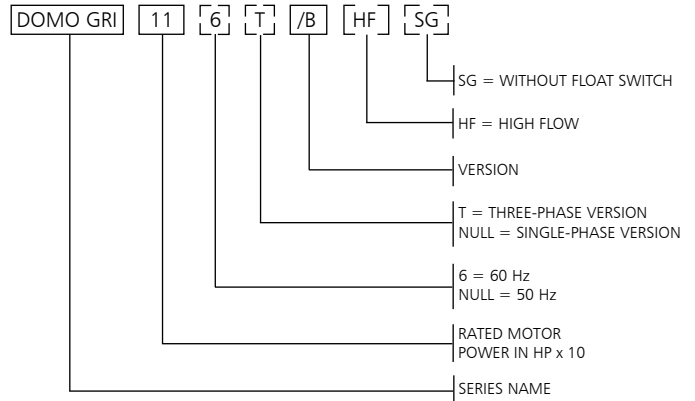 DOMO GRI 11 6 T /B HF SG
SG = WITHOUT FLOAT SWITCH
HF = HIGH FLOW
VERSION
T = THREE-PHASE VERSION
NULL = SINGLE-PHASE VERSION
6 = 60 Hz
NULL = 50 Hz
RATED MOTOR
POWER IN HP x 10
SERIES NAME